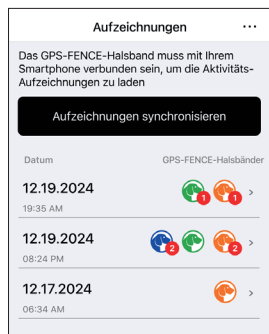 Aufzeichnungen ...
Das GPS-FENCE-Halsband muss mit Ihrem
Smartphone verbunden sein, um die Aktivitäts-
Aufzeichnungen zu laden
Aufzeichnungen synchronisieren
Datum GPS-FENCE-Halsbänder
12.19.2024 1 1 >
19:35 AM
12.19.2024 2 2 >
08:24 PM
12.17.2024 >
06:34 AM